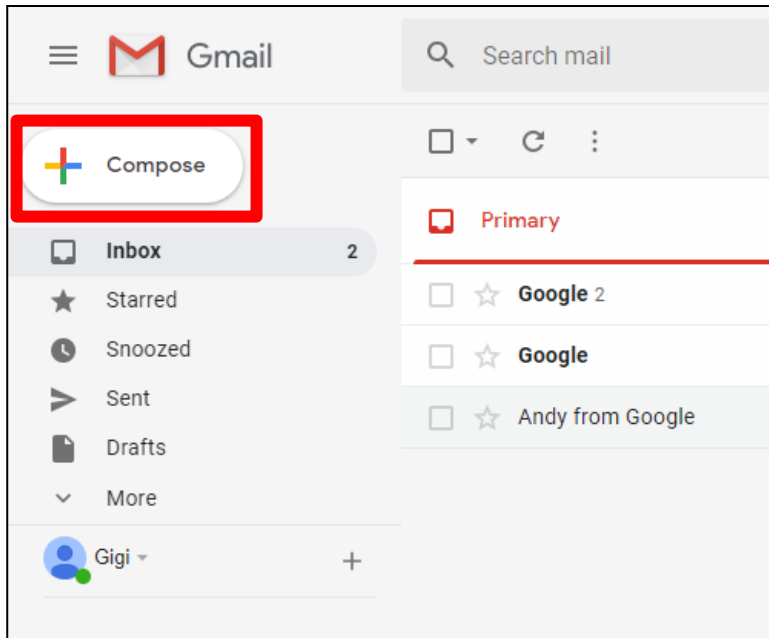 Gmail
Search mail
Compose
Primary
Inbox 2
Starred
Snoozed
Sent
Drafts
More
Google 2
Google
Andy from Google
Gigi